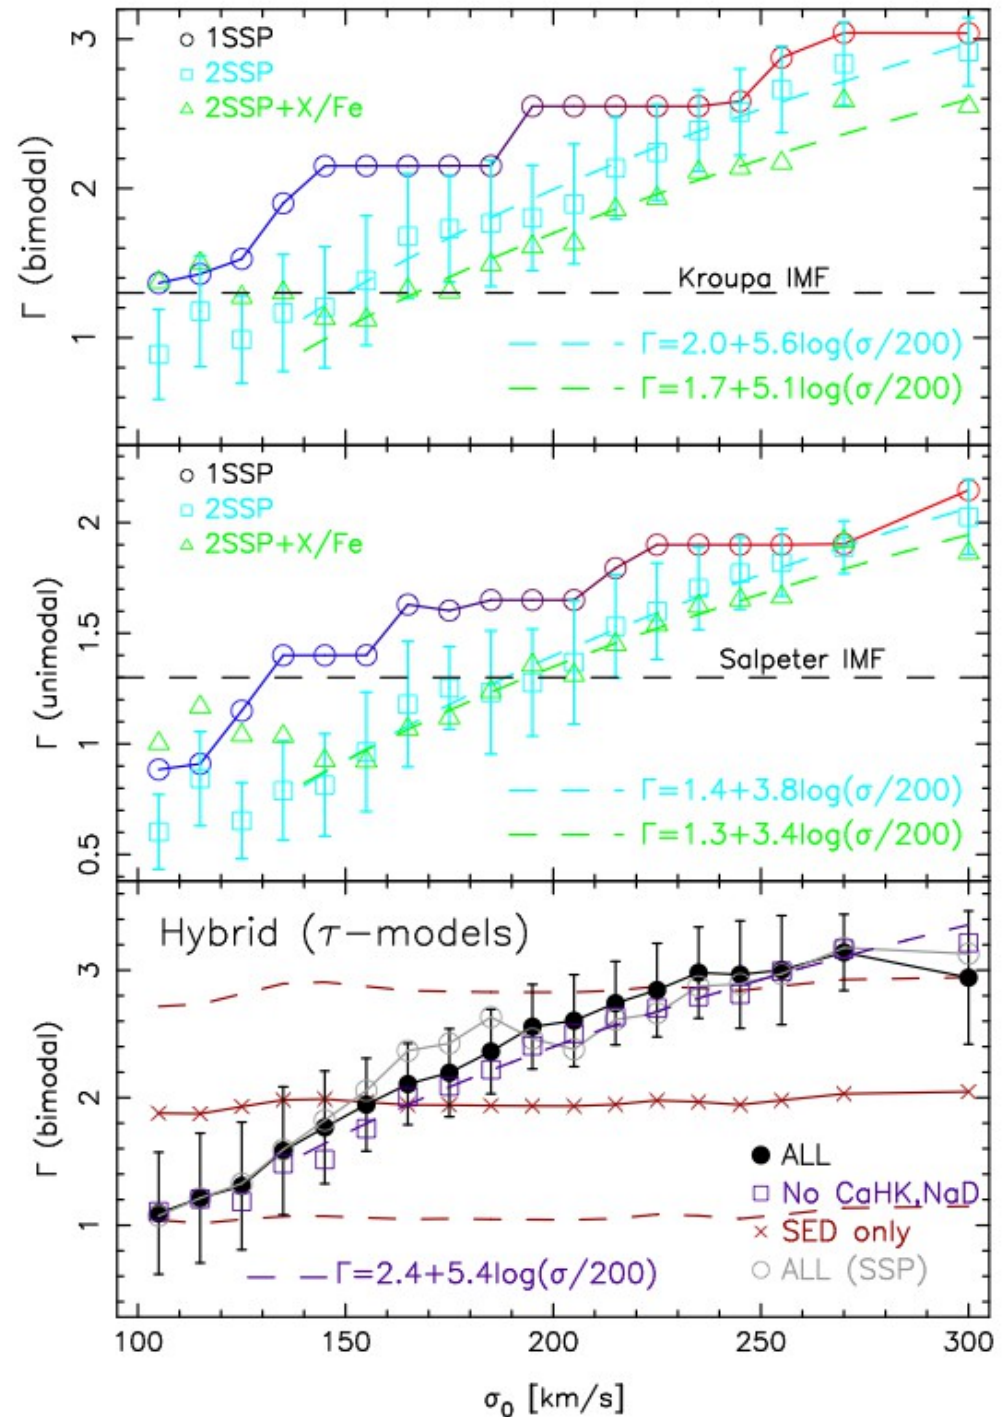 3
2
1
Γ (bimodal)
1SSP
2SSP
2SSP+X/Fe
Kroupa IMF
Γ=2.0+5.6log(σ/200)
Γ=1.7+5.1log(σ/200)
2
1.5
1
0.5
Γ (unimodal)
1SSP
2SSP
2SSP+X/Fe
Salpeter IMF
Γ=1.4+3.8log(σ/200)
Γ=1.3+3.4log(σ/200)
3
2
1
Γ (bimodal)
Hybrid (τ−models)
ALL
No CaHK,NaD
SED only
ALL (SSP)
Γ=2.4+5.4log(σ/200)
100 150 200 250 300
σ₀ [km/s]